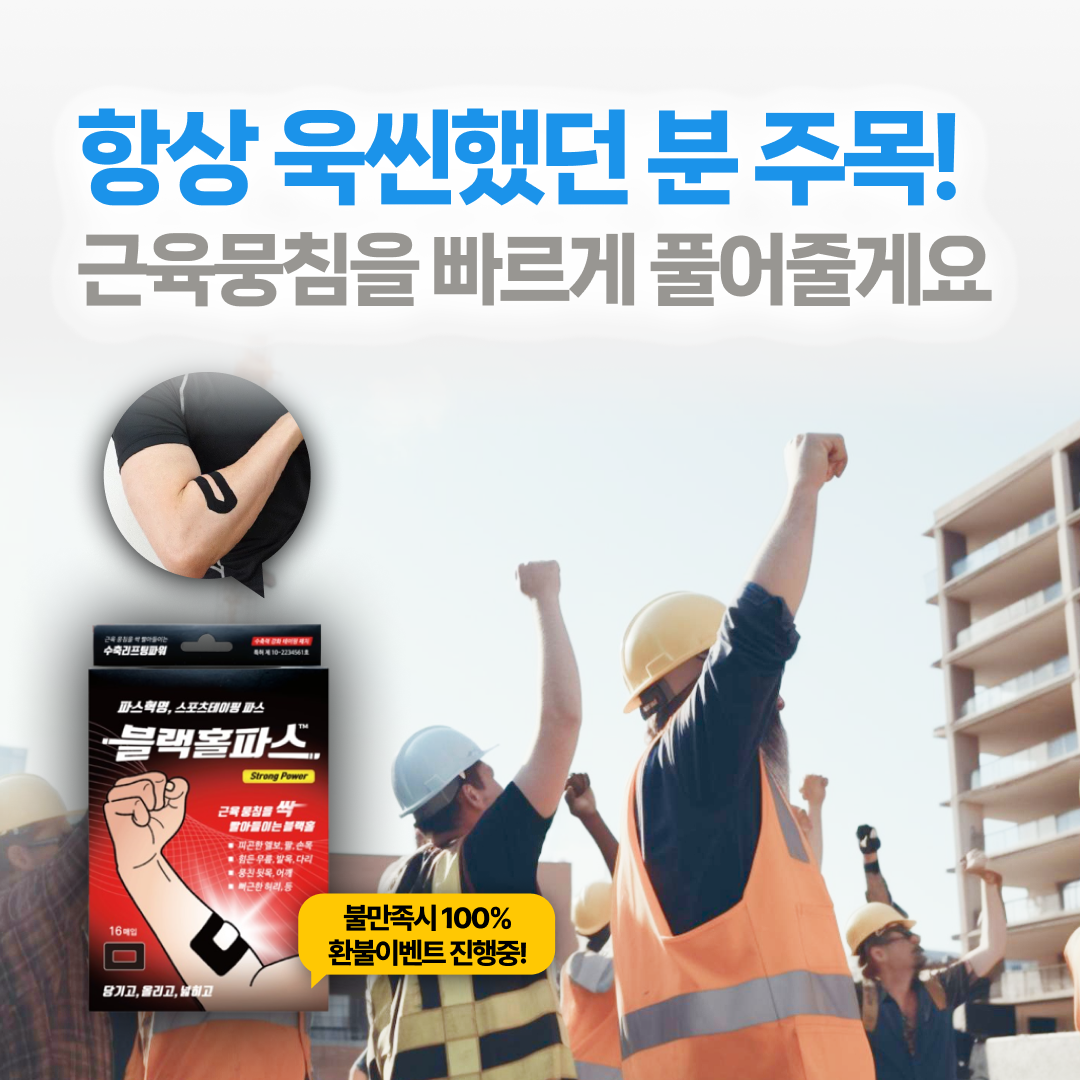 항상 욱씬했던 분 주목!
근육뭉침을 빠르게 풀어줄게요
근육 뭉침을 싹 빨아들이는
수축리프팅파워
수축력 강화 테이핑 패치
특허 제 10-2234561호
파스혁명, 스포츠테이핑 파스
블랙홀파스™
Strong Power
근육 뭉침을 싹
빨아들이는 블랙홀
피곤한 엘보, 팔, 손목
힘든 무릎, 발목, 다리
뭉친 뒷목, 어깨
뻐근한 허리, 등
16매입
당기고, 올리고, 넓히고
불만족시 100%
환불이벤트 진행중!